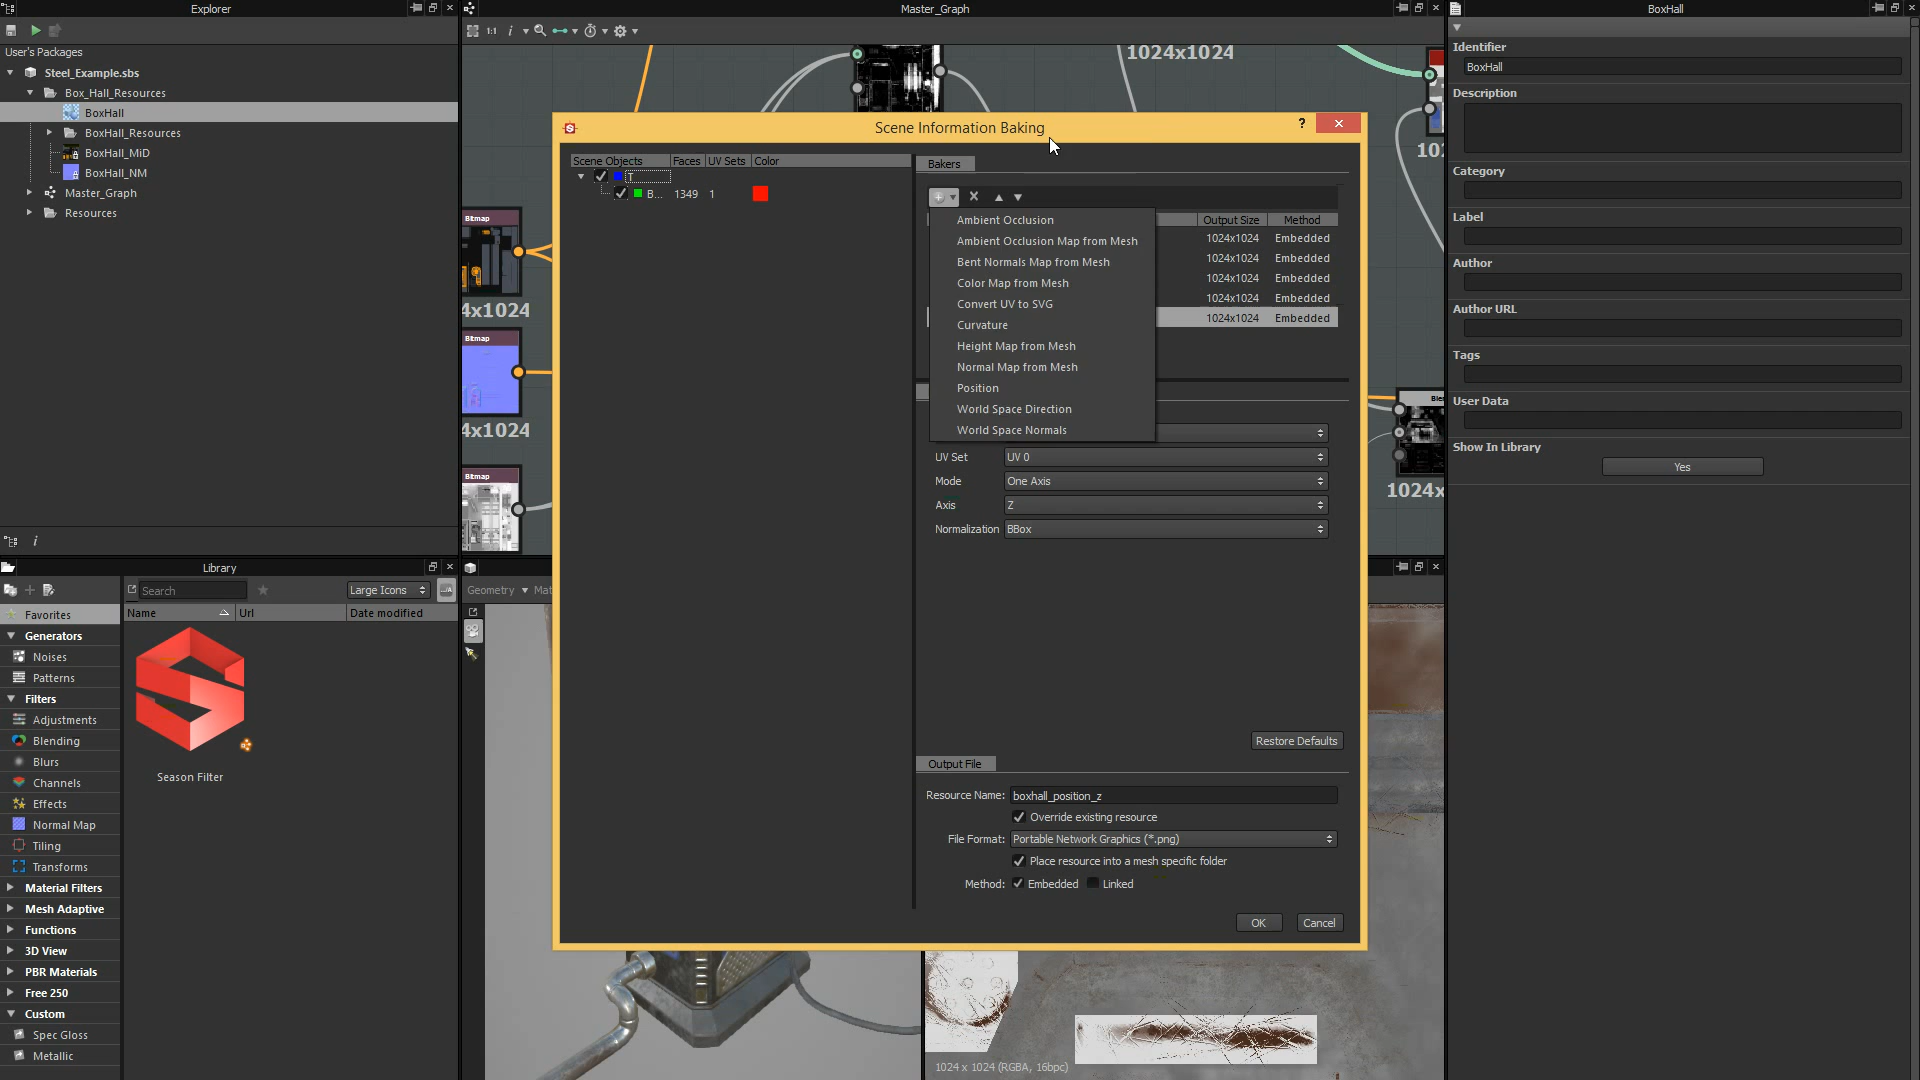 Explorer
User's Packages
Steel_Example.sbs
Box_Hall_Resources
BoxHall
BoxHall_Resources
BoxHall_MiD
BoxHall_NM
Master_Graph
Resources
i
Library
Search
Large Icons
Name
Url
Date modified
Favorites
Generators
Noises
Patterns
Filters
Adjustments
Blending
Blurs
Channels
Effects
Normal Map
Tiling
Transforms
Material Filters
Mesh Adaptive
Functions
3D View
PBR Materials
Free 250
Custom
Spec Gloss
Metallic
Season Filter
Master_Graph
1:1
i
1024x1024
Bitmap
4x1024
Bitmap
4x1024
Bitmap
102
Ble
1024x
Geometry
Mat
1024 x 1024 (RGBA, 16bpc)
Scene Information Baking
?
Scene Objects
Faces
UV Sets
Color
T
B...
1349
1
Bakers
Output Size
Method
1024x1024
Embedded
1024x1024
Embedded
1024x1024
Embedded
1024x1024
Embedded
1024x1024
Embedded
Ambient Occlusion
Ambient Occlusion Map from Mesh
Bent Normals Map from Mesh
Color Map from Mesh
Convert UV to SVG
Curvature
Height Map from Mesh
Normal Map from Mesh
Position
World Space Direction
World Space Normals
UV Set
UV 0
Mode
One Axis
Axis
Z
Normalization
BBox
Restore Defaults
Output File
Resource Name:
boxhall_position_z
Override existing resource
File Format:
Portable Network Graphics (*.png)
Place resource into a mesh specific folder
Method:
Embedded
Linked
OK
Cancel
BoxHall
Identifier
BoxHall
Description
Category
Label
Author
Author URL
Tags
User Data
Show In Library
Yes